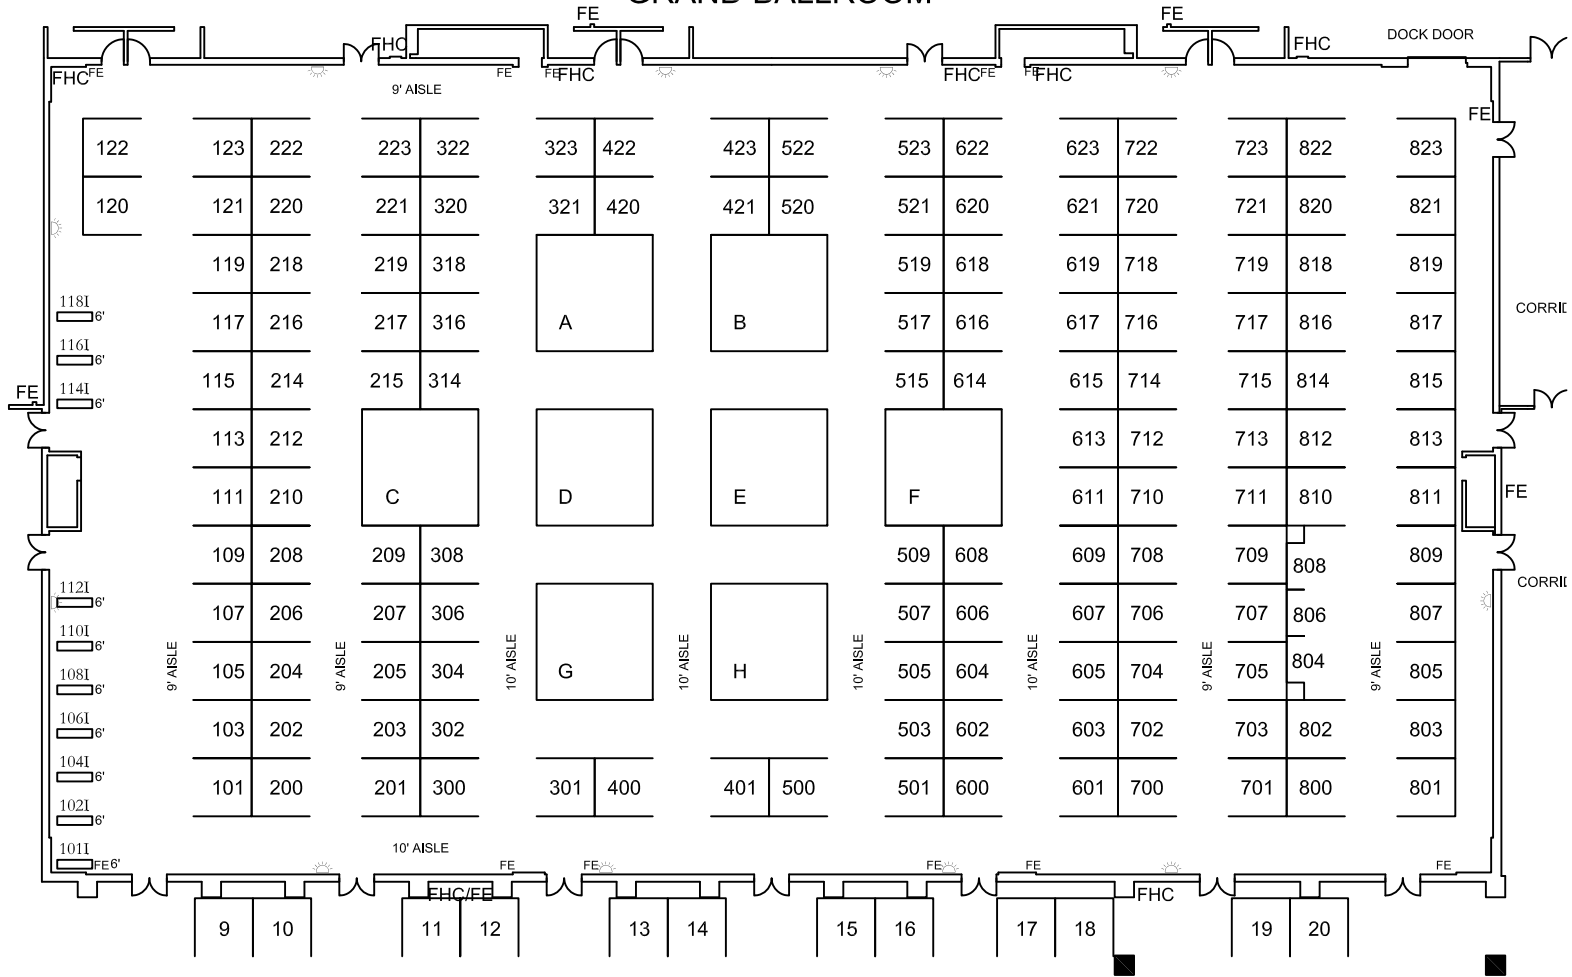 GRAND BALLROOM
FE FE
FHC FHC DOCK DOOR
FHC FE FE FE FHC FHC FE FE FHC
9' AISLE
FE
122 123 222 223 322 323 422 423 522 523 622 623 722 723 822 823
120 121 220 221 320 321 420 421 520 521 620 621 720 721 820 821
119 218 219 318 519 618 619 718 719 818 819
118I
6'
CORRI
117 216 217 316 A B 517 616 617 716 717 816 817
116I
6'
115 214 215 314 515 614 615 714 715 814 815
114I
FE 6'
113 212 613 712 713 812 813
111 210 C D E F 611 710 711 810 811 FE
109 208 209 308 509 608 609 708 709 808 809
CORRI
112I
6'
107 206 207 306 507 606 607 706 707 806 807
110I
6'
9' AISLE 9' AISLE 10' AISLE 10' AISLE 10' AISLE 10' AISLE 9' AISLE 9' AISLE
105 204 205 304 G H 505 604 605 704 705 804 805
108I
6'
106I
6'
103 202 203 302 503 602 603 702 703 802 803
104I
6'
101 200 201 300 301 400 401 500 501 600 601 700 701 800 801
102I
6'
101I
10' AISLE
FE 6' FE FE FE FE FE
FHC/FE FHC
9 10 11 12 13 14 15 16 17 18 19 20